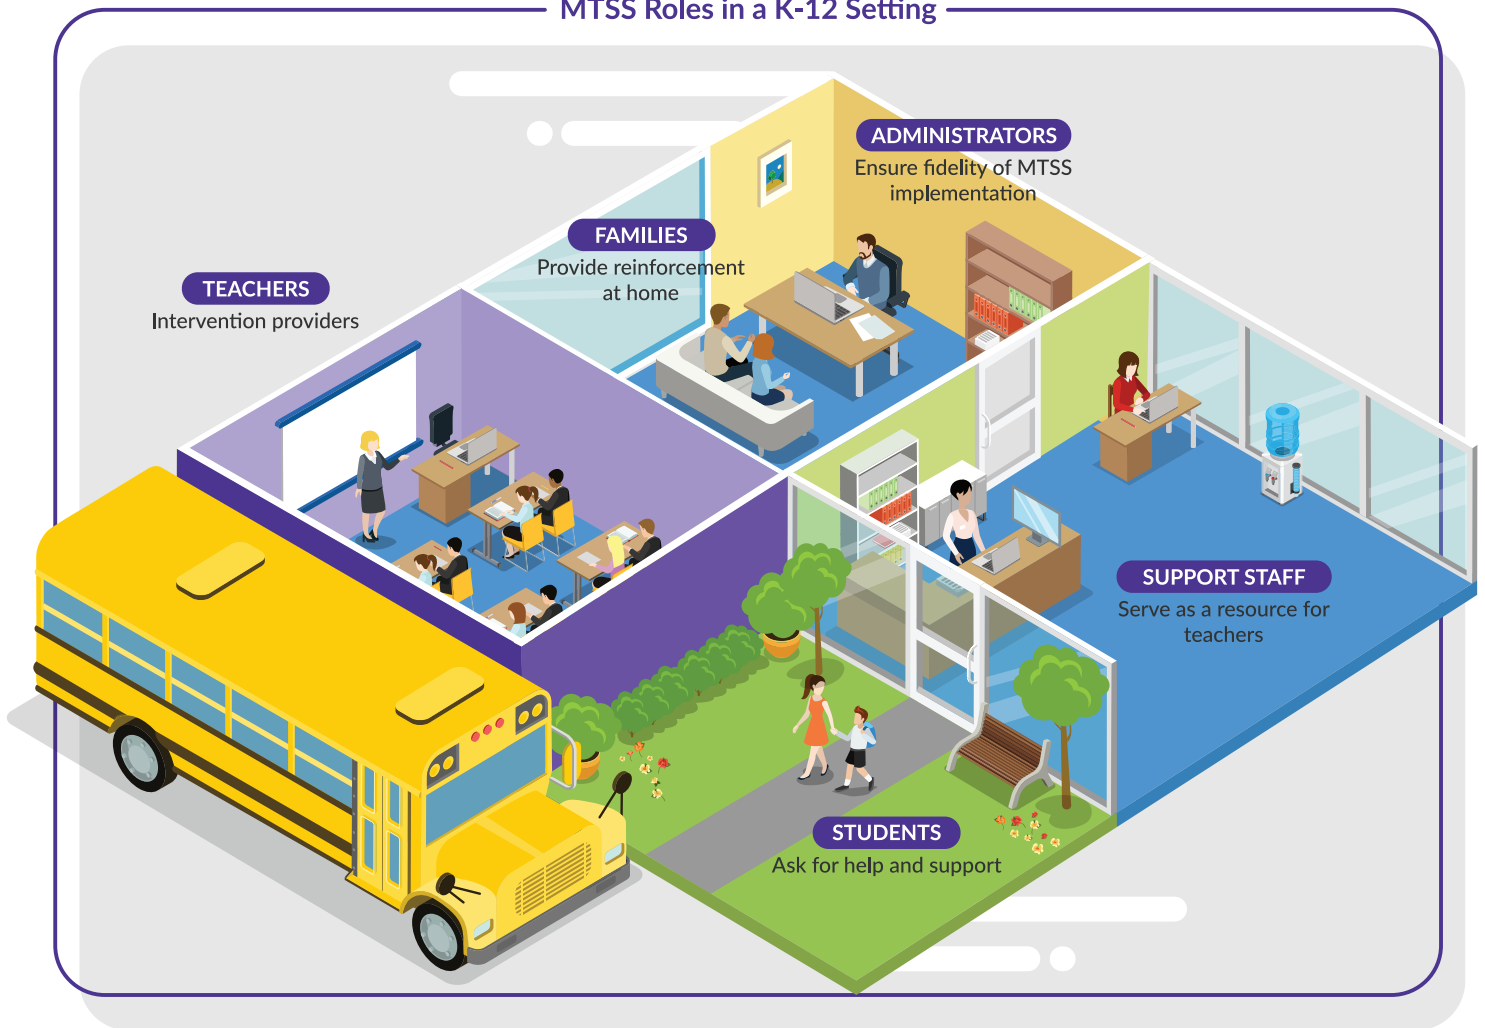 MTSS Roles in a K-12 Setting
ADMINISTRATORS
Ensure fidelity of MTSS
implementation
FAMILIES
Provide reinforcement
at home
TEACHERS
Intervention providers
SUPPORT STAFF
Serve as a resource for
teachers
STUDENTS
Ask for help and support